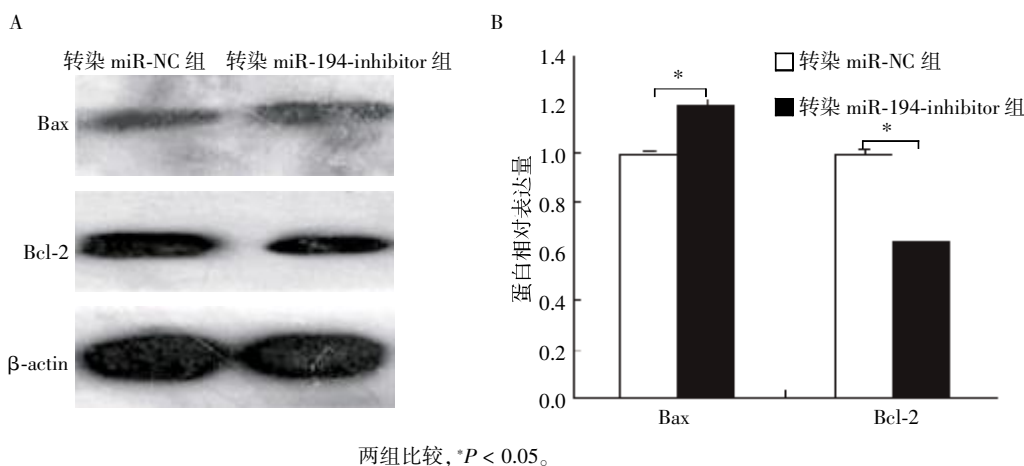 A
转染 miR-NC 组 转染 miR-194-inhibitor 组
Bax
Bcl-2
β-actin
B
转染 miR-NC 组
转染 miR-194-inhibitor 组
蛋白相对表达量
1.4
1.2
1.0
0.8
0.6
0.4
0.2
0.0
*
*
Bax Bcl-2
两组比较，*P < 0.05。